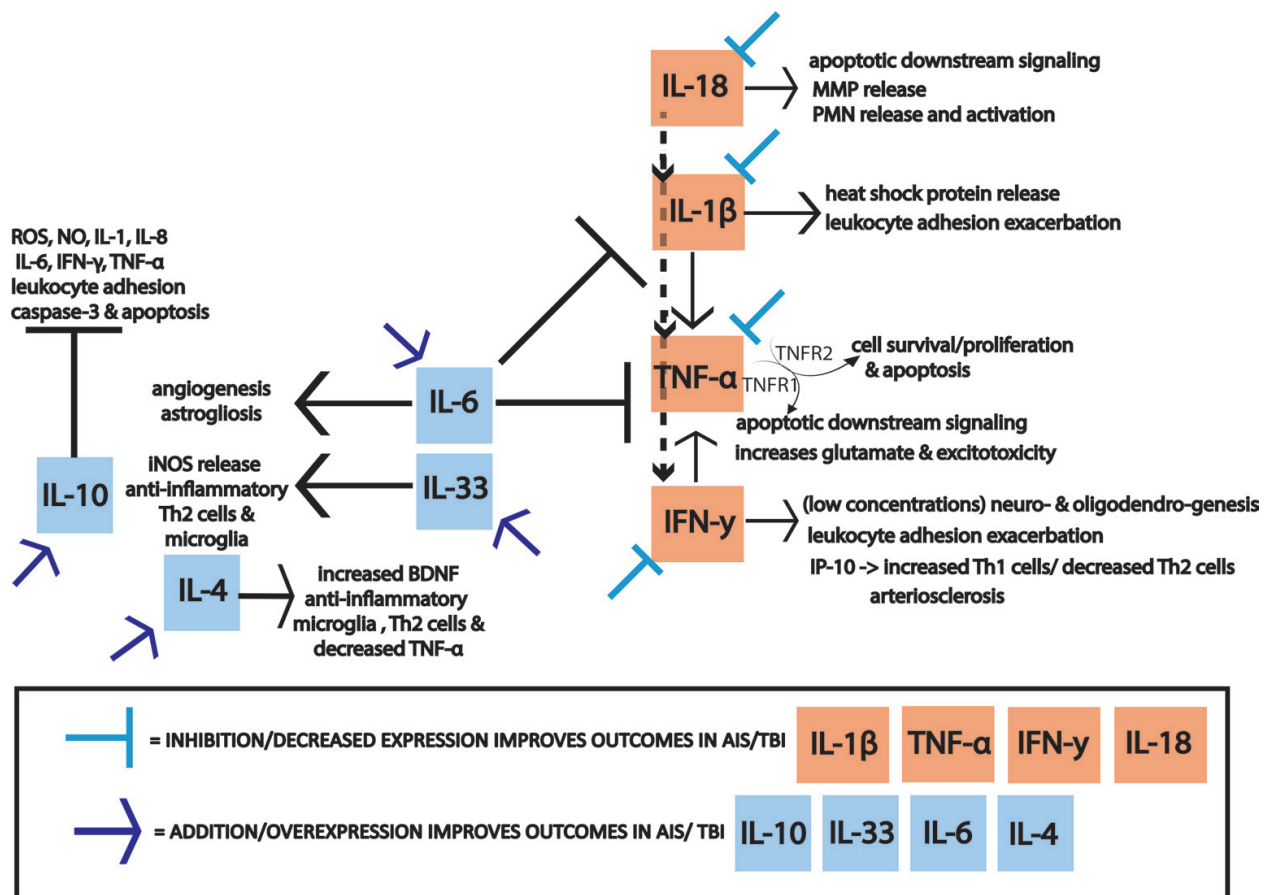 IL-18
apoptotic downstream signaling
MMP release
PMN release and activation
IL-1β
heat shock protein release
leukocyte adhesion exacerbation
ROS, NO, IL-1, IL-8
IL-6, IFN-γ, TNF-α
leukocyte adhesion
caspase-3 & apoptosis
TNF-α
TNFR2
TNFR1
cell survival/proliferation
& apoptosis
apoptotic downstream signaling
increases glutamate & excitotoxicity
angiogenesis
astrogliosis
IL-6
IL-10
iNOS release
anti-inflammatory
Th2 cells &
microglia
IL-33
IFN-y
(low concentrations) neuro- & oligodendro-genesis
leukocyte adhesion exacerbation
IP-10 -> increased Th1 cells/ decreased Th2 cells
arteriosclerosis
IL-4
increased BDNF
anti-inflammatory
microglia , Th2 cells &
decreased TNF-α
= INHIBITION/DECREASED EXPRESSION IMPROVES OUTCOMES IN AIS/TBI
IL-1β TNF-α IFN-y IL-18
= ADDITION/OVEREXPRESSION IMPROVES OUTCOMES IN AIS/ TBI
IL-10 IL-33 IL-6 IL-4